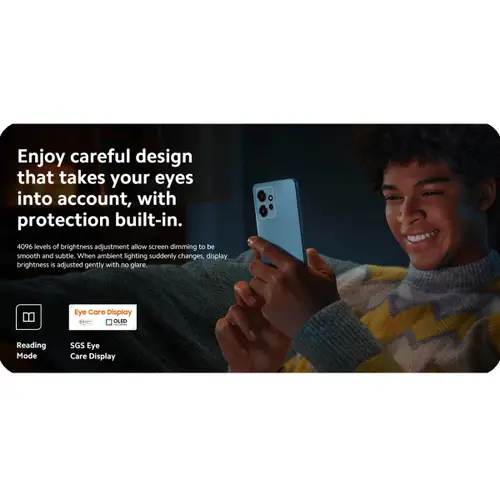 Enjoy careful design
that takes your eyes
into account, with
protection built-in.
4096 levels of brightness adjustment allow screen dimming to be
smooth and subtle. When ambient lighting suddenly changes, display
brightness is adjusted gently with no glare.
Eye Care Display
OLED
Reading
Mode
SGS Eye
Care Display